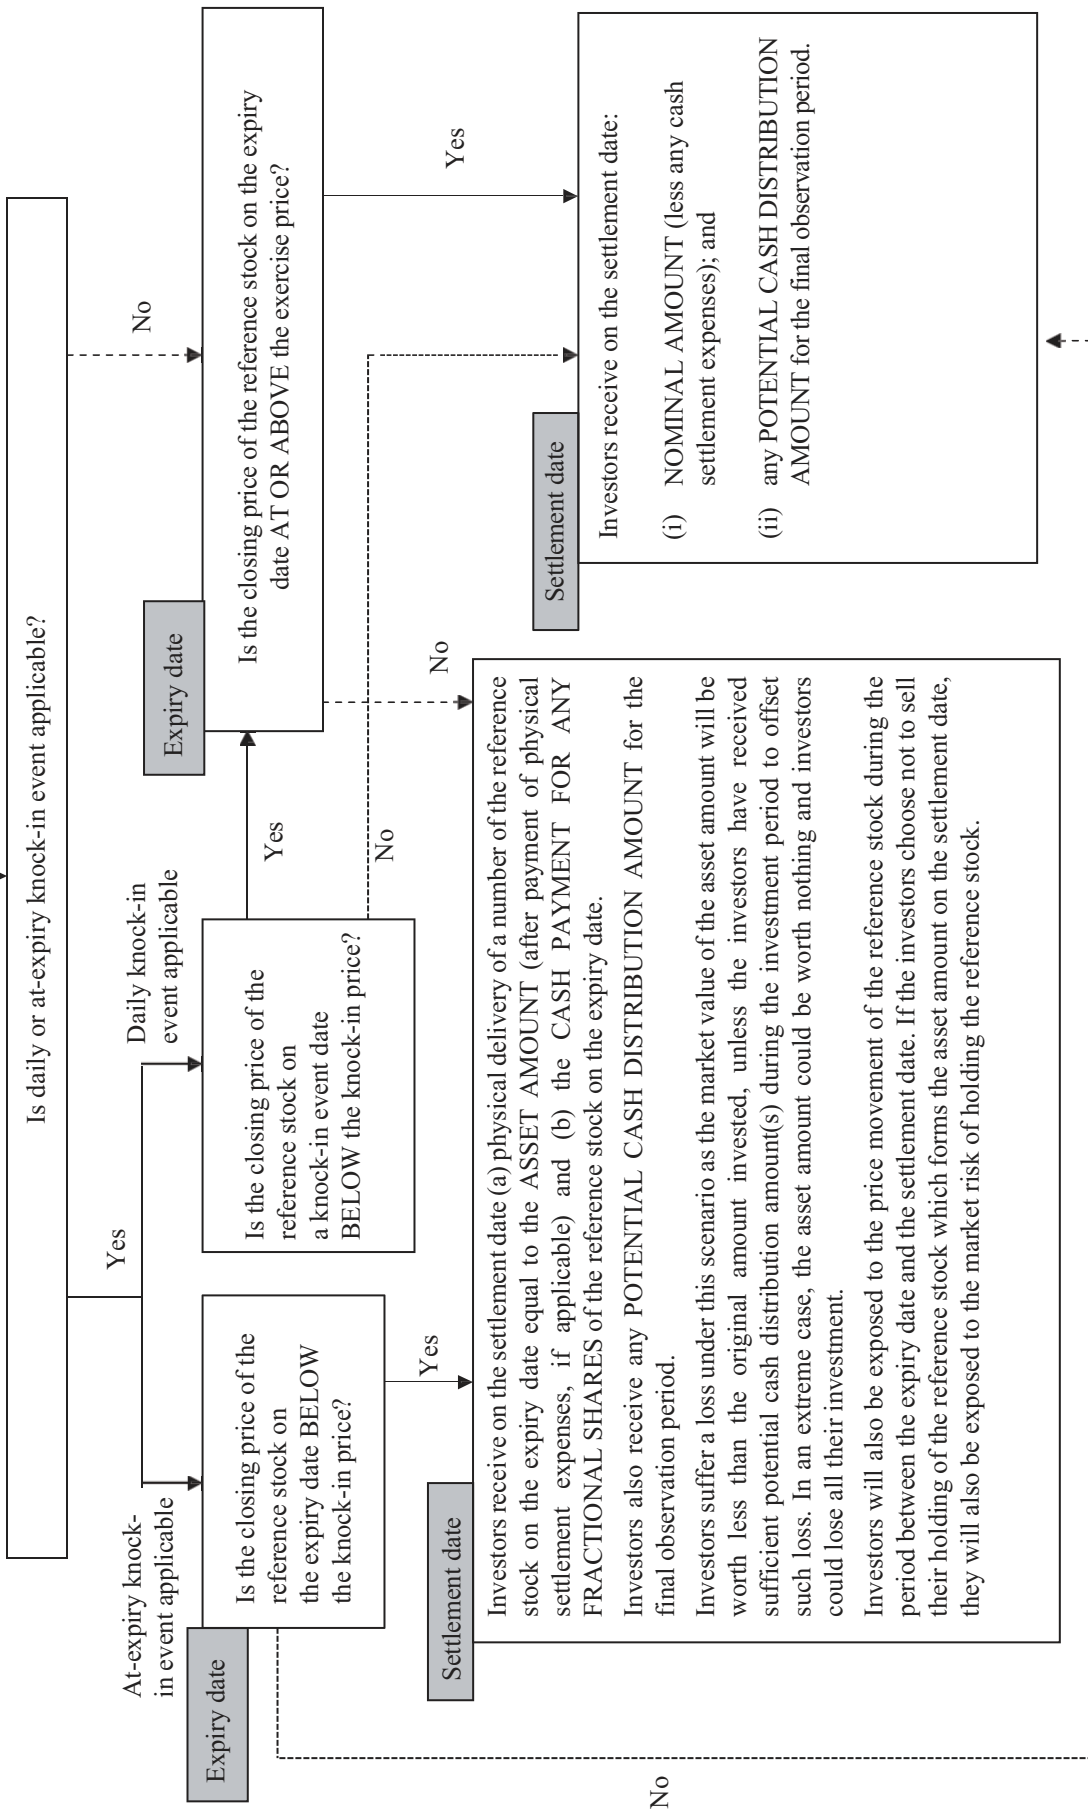 Is daily or at-expiry knock-in event applicable?
Yes
No
At-expiry knock-
in event applicable
Daily knock-in
event applicable
Expiry date
Is the closing price of the
reference stock on
the expiry date BELOW
the knock-in price?
Is the closing price of the
reference stock on
a knock-in event date
BELOW the knock-in price?
Yes
No
Expiry date
Is the closing price of the reference stock on the expiry
date AT OR ABOVE the exercise price?
Yes
No
Yes
No
Settlement date
Investors receive on the settlement date (a) physical delivery of a number of the reference
stock on the expiry date equal to the ASSET AMOUNT (after payment of physical
settlement expenses, if applicable) and (b) the CASH PAYMENT FOR ANY
FRACTIONAL SHARES of the reference stock on the expiry date.
Investors also receive any POTENTIAL CASH DISTRIBUTION AMOUNT for the
final observation period.
Investors suffer a loss under this scenario as the market value of the asset amount will be
worth less than the original amount invested, unless the investors have received
sufficient potential cash distribution amount(s) during the investment period to offset
such loss. In an extreme case, the asset amount could be worth nothing and investors
could lose all their investment.
Investors will also be exposed to the price movement of the reference stock during the
period between the expiry date and the settlement date. If the investors choose not to sell
their holding of the reference stock which forms the asset amount on the settlement date,
they will also be exposed to the market risk of holding the reference stock.
Settlement date
Investors receive on the settlement date:
(i) NOMINAL AMOUNT (less any cash
settlement expenses); and
(ii) any POTENTIAL CASH DISTRIBUTION
AMOUNT for the final observation period.